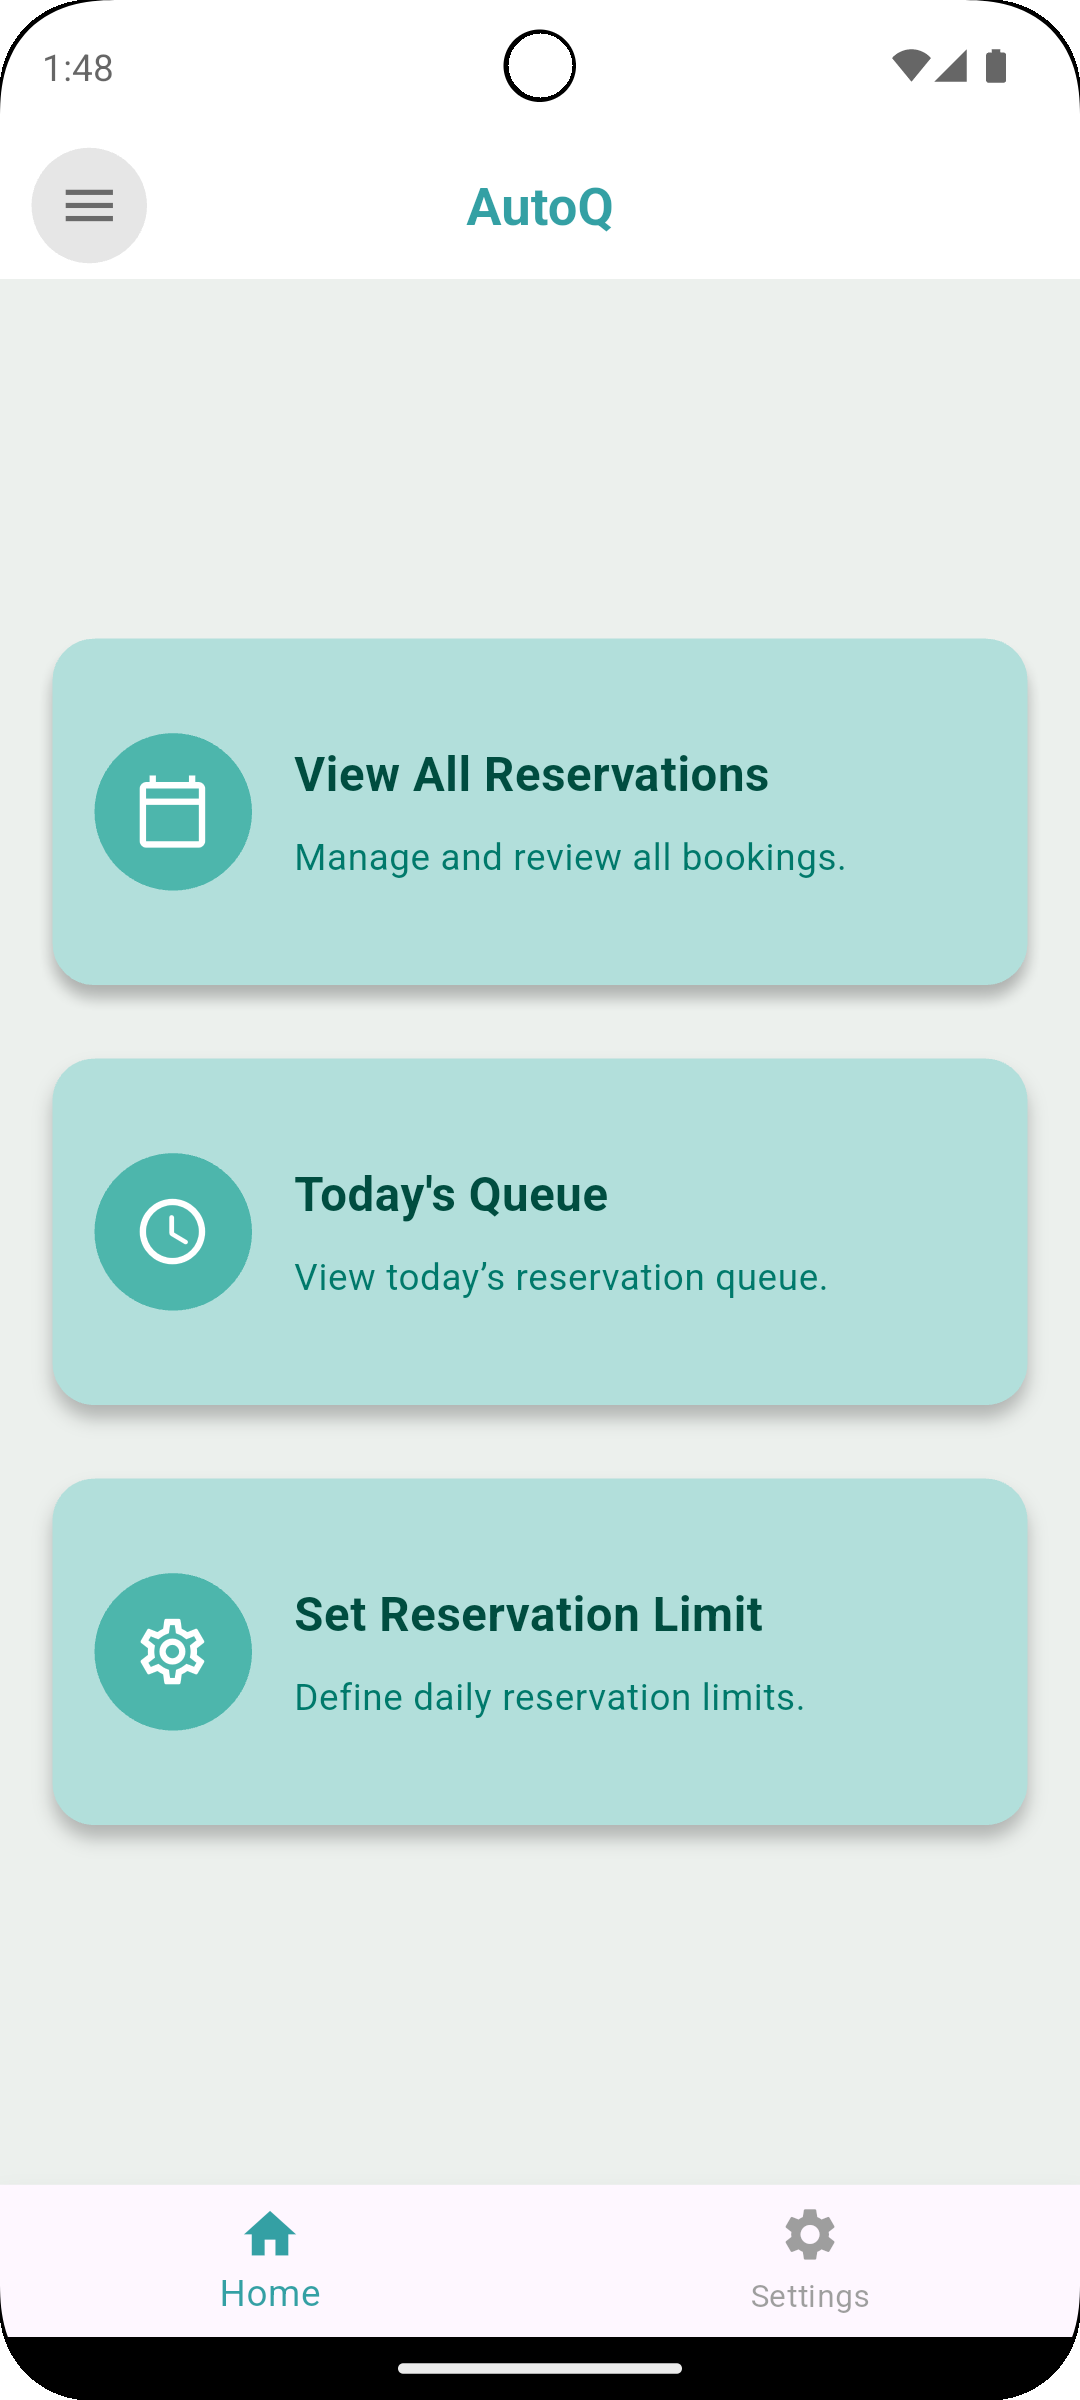 1:48
AutoQ
View All Reservations
Manage and review all bookings.
Today's Queue
View today’s reservation queue.
Set Reservation Limit
Define daily reservation limits.
Home
Settings